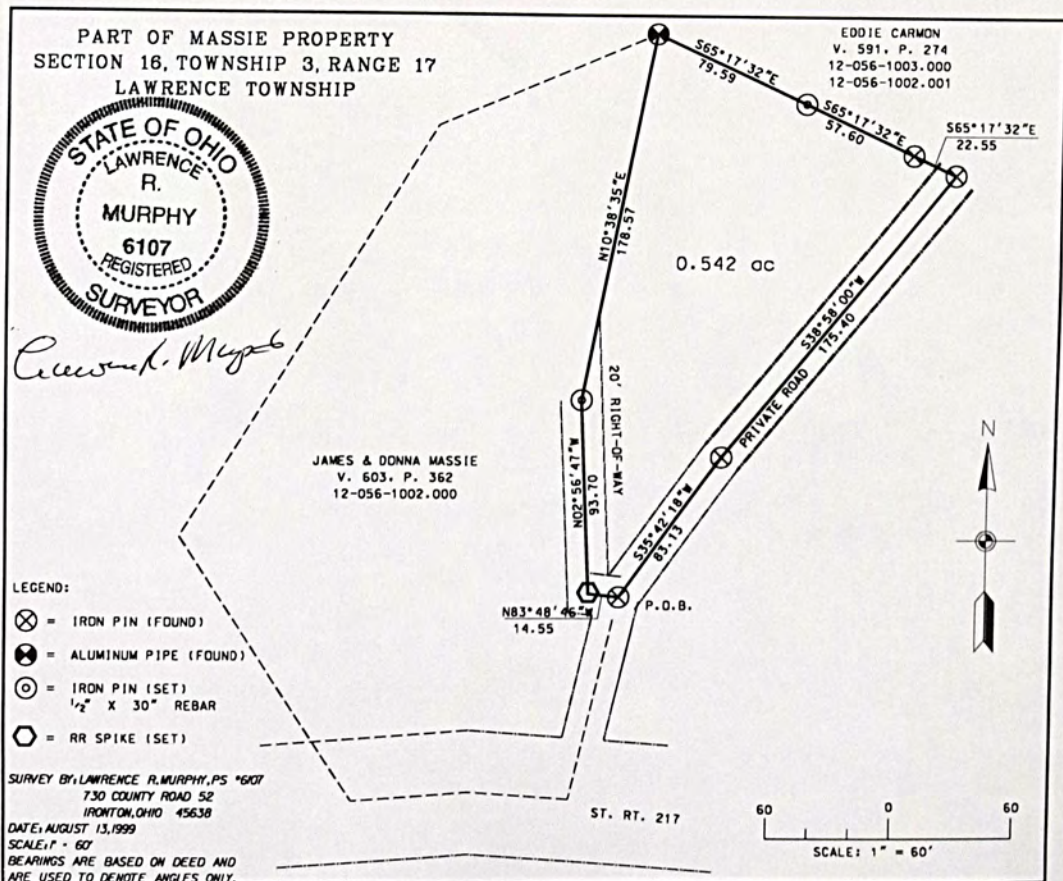 PART OF MASSIE PROPERTY
SECTION 16, TOWNSHIP 3, RANGE 17
LAWRENCE TOWNSHIP
STATE OF OHIO
LAWRENCE
R.
MURPHY
6107
REGISTERED
SURVEYOR
EDDIE CARMON
V. 591, P. 274
12-056-1003.000
12-056-1002.001
S65°17'32"E
79.59
S65°17'32"E
57.60
S65°17'32"E
22.55
N10°38'35"E
178.57
0.542 ac
S38°58'00"W
175.40
PRIVATE ROAD
20' RIGHT-OF-WAY
JAMES & DONNA MASSIE
V. 603, P. 362
12-056-1002.000
N02°56'47"W
93.70
S35°42'18"W
83.13
N83°48'46"W
14.55
P.O.B.
N
LEGEND:
= IRON PIN (FOUND)
= ALUMINUM PIPE (FOUND)
= IRON PIN (SET)
1/2" X 30" REBAR
= RR SPIKE (SET)
SURVEY BY: LAWRENCE R. MURPHY, PS #6107
730 COUNTY ROAD 52
IRONTON, OHIO 45638
DATE: AUGUST 13, 1999
SCALE: 1" = 60'
BEARINGS ARE BASED ON DEED AND
ARE USED TO DENOTE ANGLES ONLY.
ST. RT. 217
60 0 60
SCALE: 1" = 60'